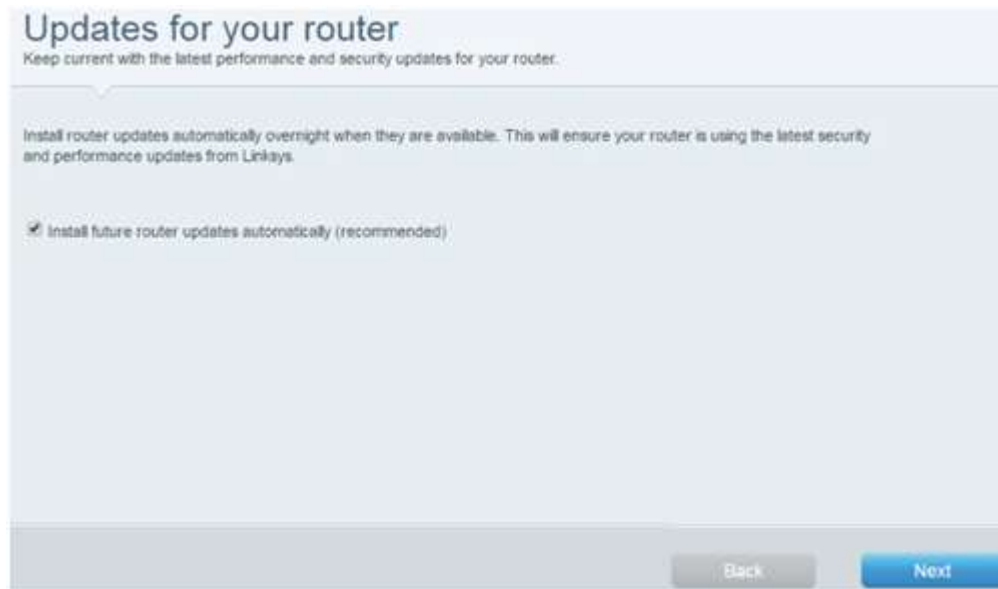 Updates for your router
Keep current with the latest performance and security updates for your router.
Install router updates automatically overnight when they are available. This will ensure your router is using the latest security
and performance updates from Linksys.
Install future router updates automatically (recommended)
Back
Next